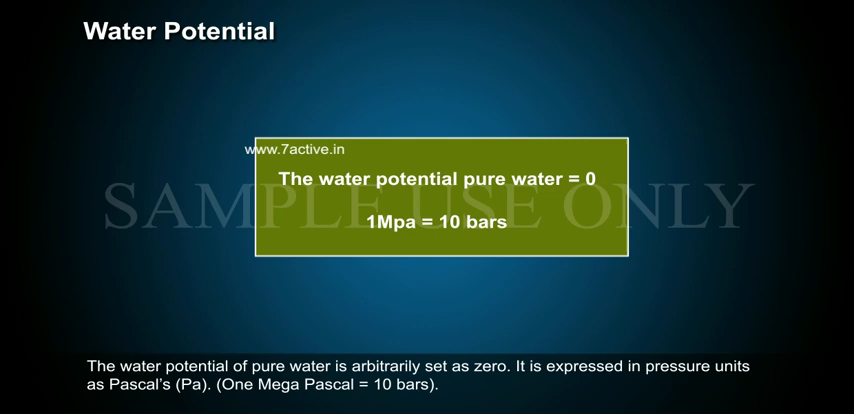 Water Potential
www.7active.in
The water potential pure water = 0
SAMPLE USE ONLY
1Mpa = 10 bars
The water potential of pure water is arbitrarily set as zero. It is expressed in pressure units
as Pascal's (Pa). (One Mega Pascal = 10 bars).